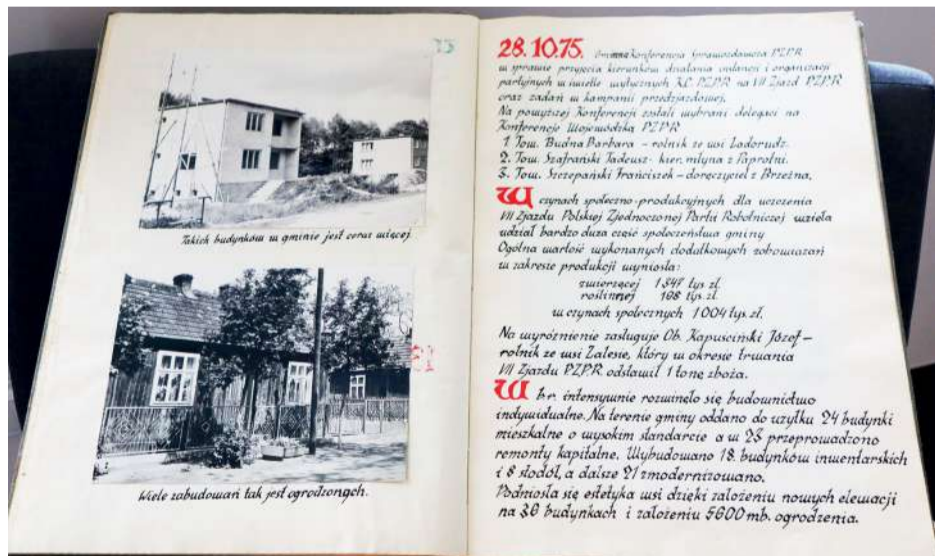 Takich budynków w gminie jest coraz więcej.
Wiele zabudowań tak jest ogrodzonych.
28.10.75. Gminna Konferencja Sprawozdawcza PZPR
w sprawie przyjęcia kierunków działania instancji i organizacji
partyjnych w świetle wytycznych KC PZPR na VII Zjazd PZPR
oraz zadań w kampanii przedzjazdowej.
Na powyższej Konferencji zostali wybrani delegaci na
Konferencję Wojewódzką PZPR
1. Tow. Budna Barbara - rolnik ze wsi Ladorudz.
2. Tow. Szafrański Tadeusz - kier. młyna z Paprotni.
3. Tow. Szczepański Franciszek - doręczyciel z Brzeźna.
W czynach społeczno-produkcyjnych dla uczczenia
VII Zjazdu Polskiej Zjednoczonej Partii Robotniczej wzięła
udział bardzo duża część społeczeństwa gminy
Ogólna wartość wykonanych dodatkowych zobowiązań
w zakresie produkcji wyniosła:
zwierzęcej 1 847 tys. zł.
roślinnej 108 tys. zł.
w czynach społecznych 1 004 tys. zł.
Na wyróżnienie zasługuje Ob. Kapuściński Józef -
rolnik ze wsi Zalesie, który w okresie trwania
VII Zjazdu PZPR odstawił 1 tonę zboża.
W br. intensywnie rozwinęło się budownictwo
indywidualne. Na terenie gminy oddano do użytku 24 budynki
mieszkalne o wysokim standarcie a w 23 przeprowadzono
remonty kapitalne. Wybudowano 18 budynków inwentarskich
i 8 stodół, a dalsze 21 zmodernizowano.
Podniosła się estetyka wsi dzięki założeniu nowych elewacji
na 36 budynkach i założeniu 5600 mb. ogrodzenia.